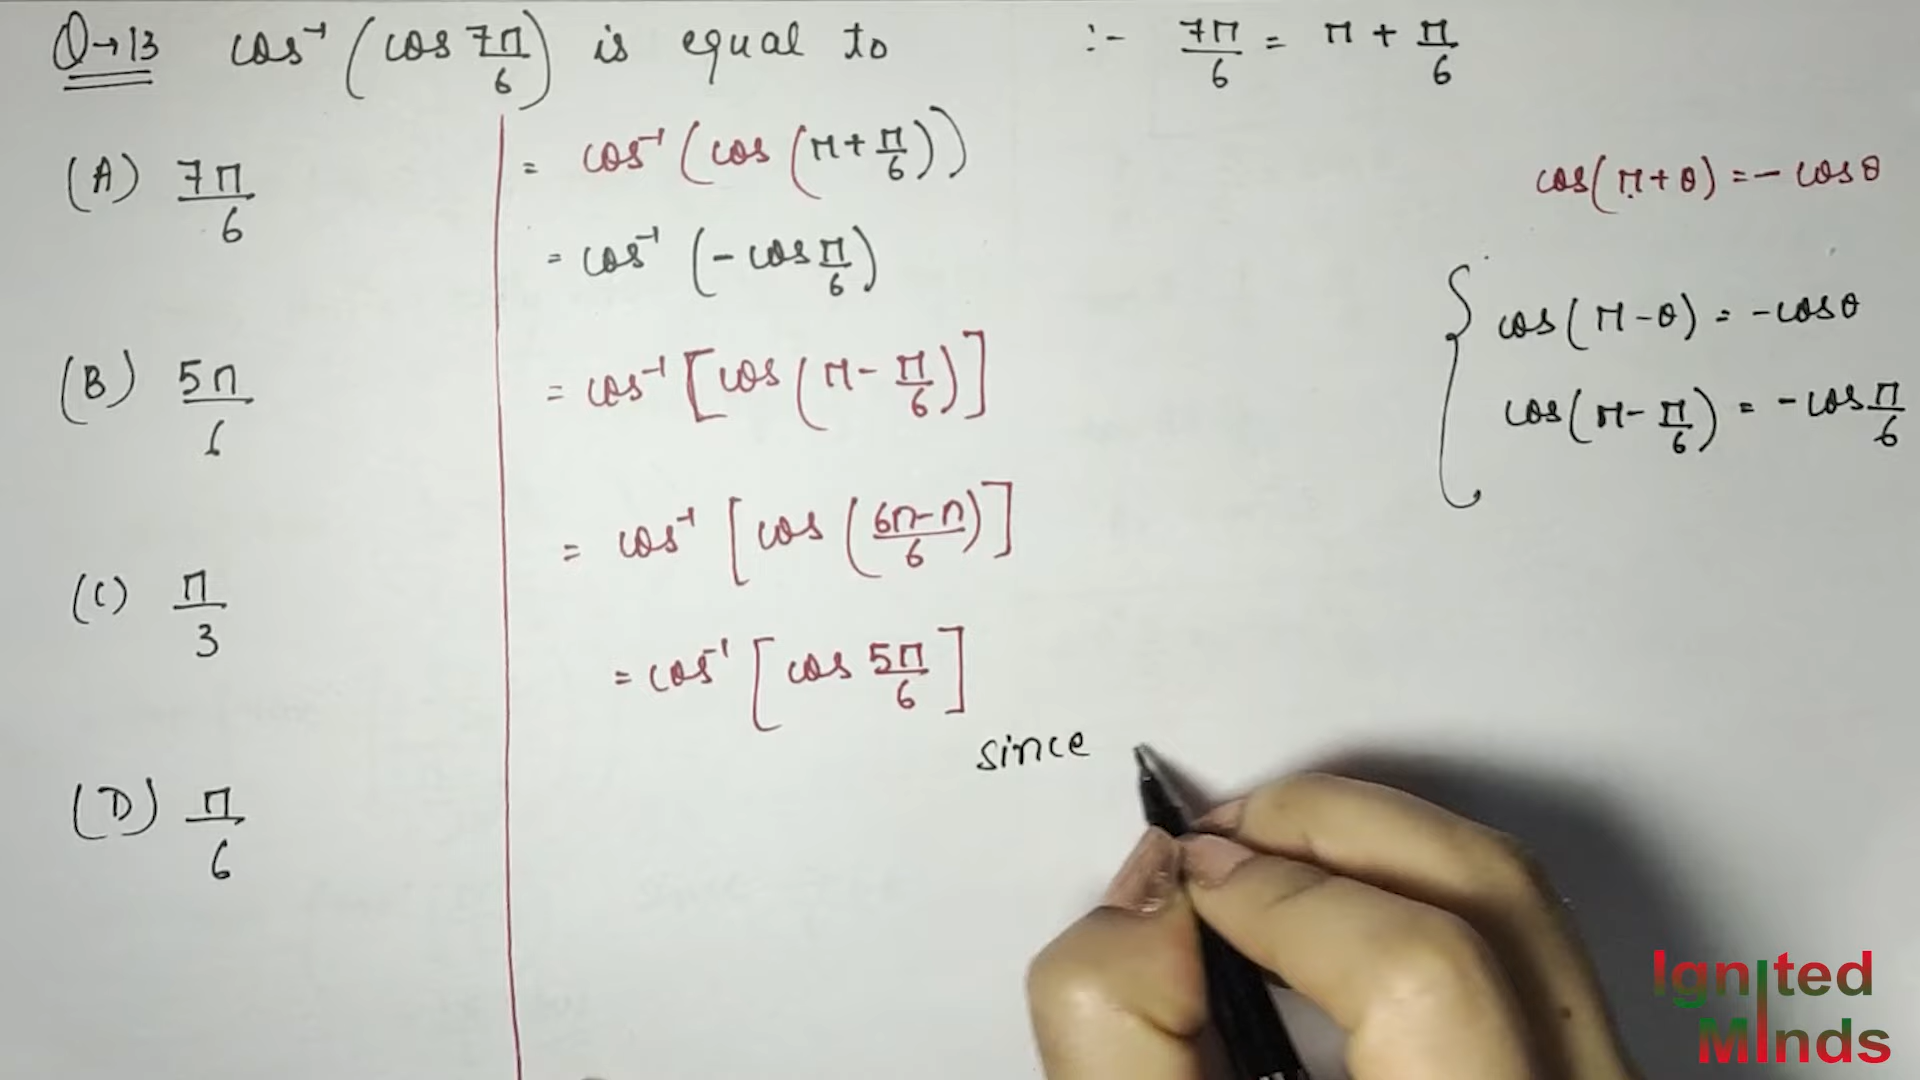 Q→13 cos⁻¹(cos 7π/6) is equal to
(A) 7π/6
(B) 5π/6
(C) π/3
(D) π/6
= cos⁻¹(cos(π+π/6))
= cos⁻¹(-cos π/6)
= cos⁻¹[cos(π-π/6)]
= cos⁻¹[cos(6π-π/6)]
= cos⁻¹[cos 5π/6]
since
:- 7π/6 = π + π/6
cos(π+θ) = -cosθ
cos(π-θ) = -cosθ
cos(π-π/6) = -cos π/6
Ignited
Minds